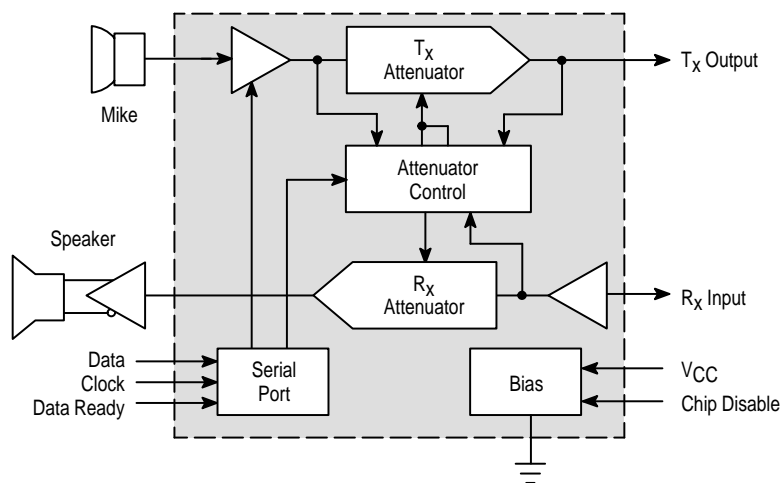 Tx
Attenuator
Tx Output
Mike
Attenuator
Control
Speaker
Rx
Attenuator
Rx Input
Data
Clock
Data Ready
Serial
Port
Bias
VCC
Chip Disable